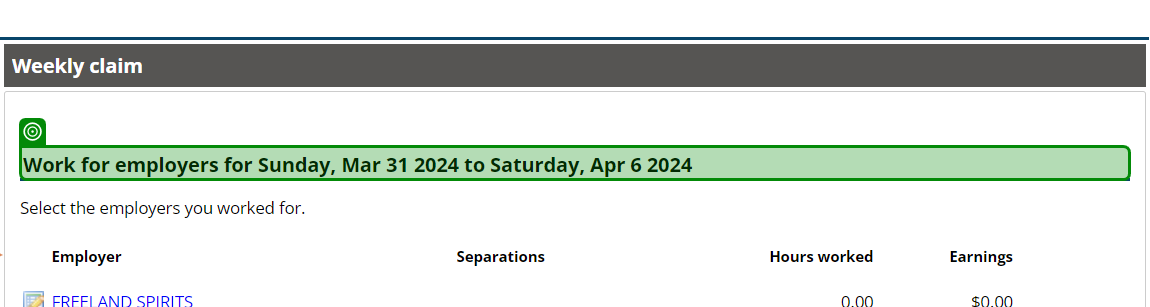 Weekly claim
Work for employers for Sunday, Mar 31 2024 to Saturday, Apr 6 2024
Select the employers you worked for.
Employer Separations Hours worked Earnings
FREELAND SPIRITS 0.00 $0.00